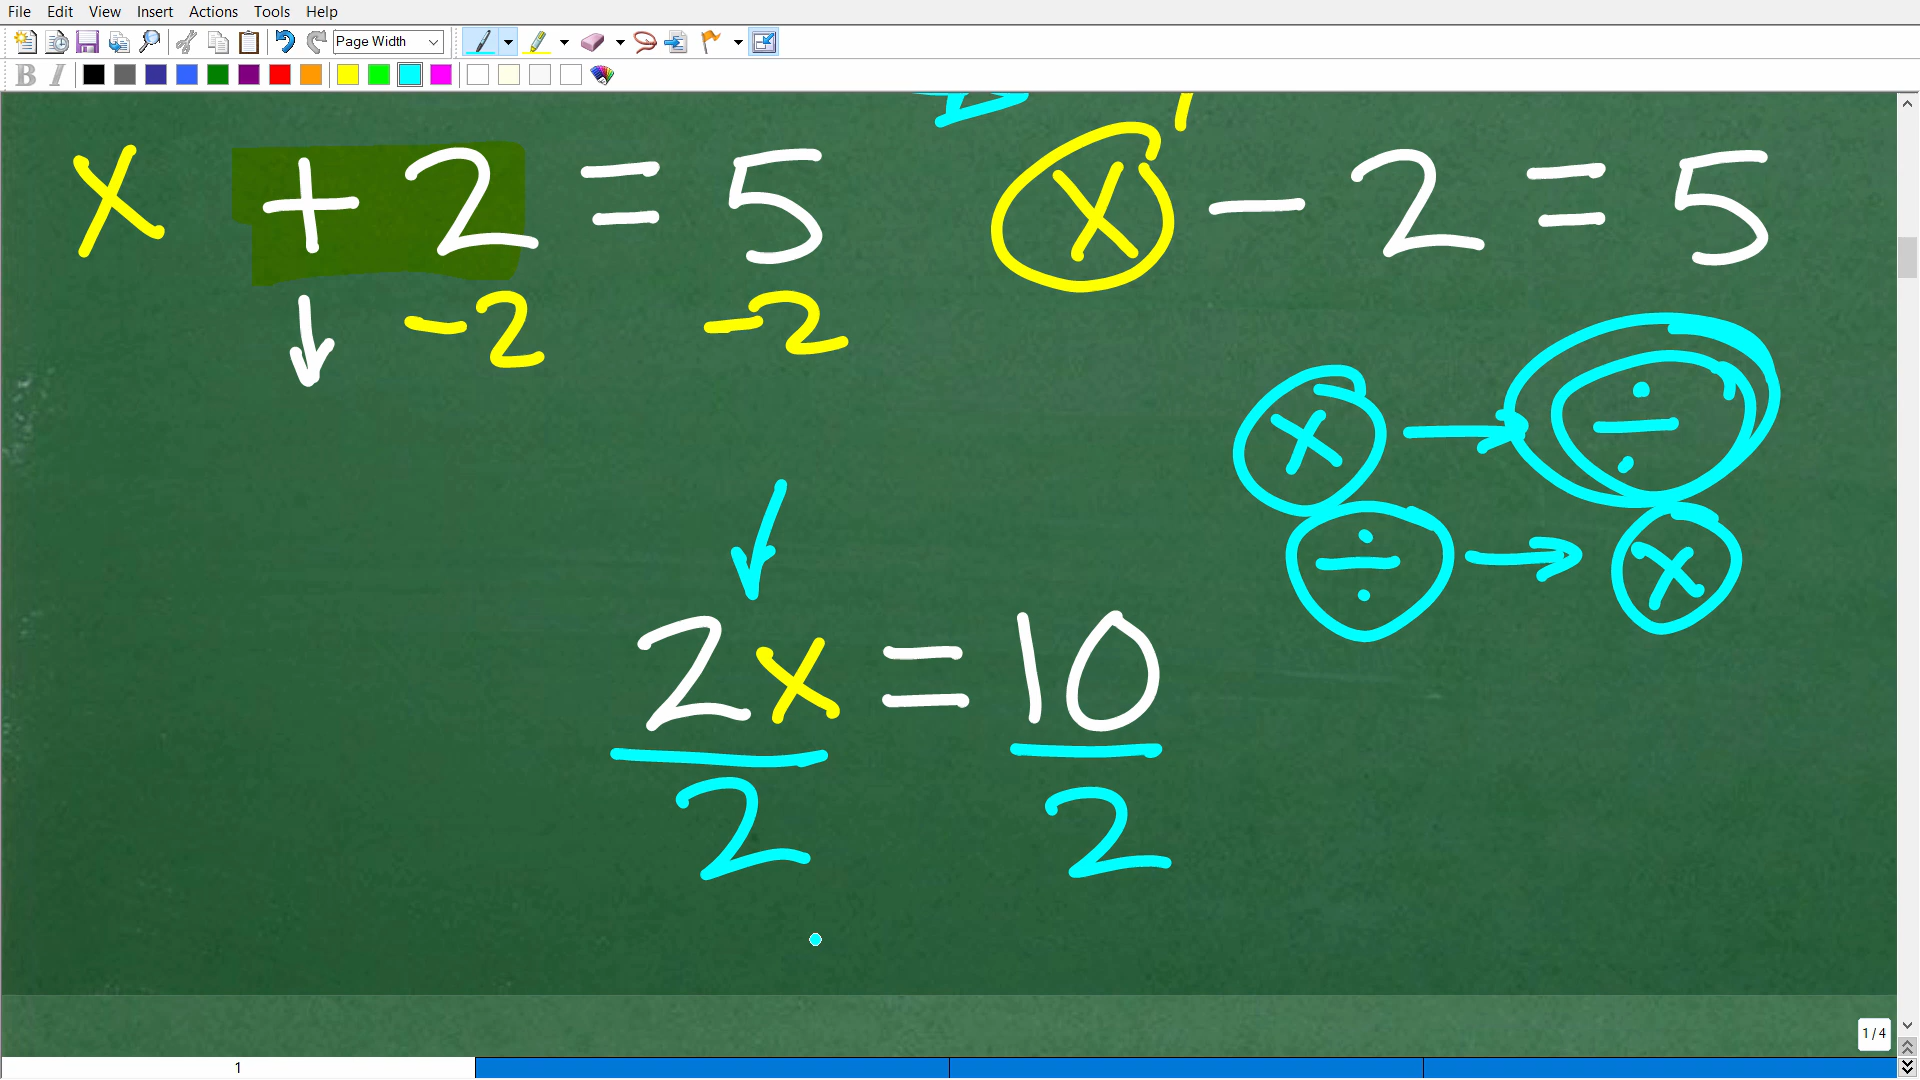 File Edit View Insert Actions Tools Help
Page Width
B I
x + 2 = 5
x - 2 = 5
-2 -2
× → ÷
÷ → ×
2x = 10
2 2
1 / 4
1